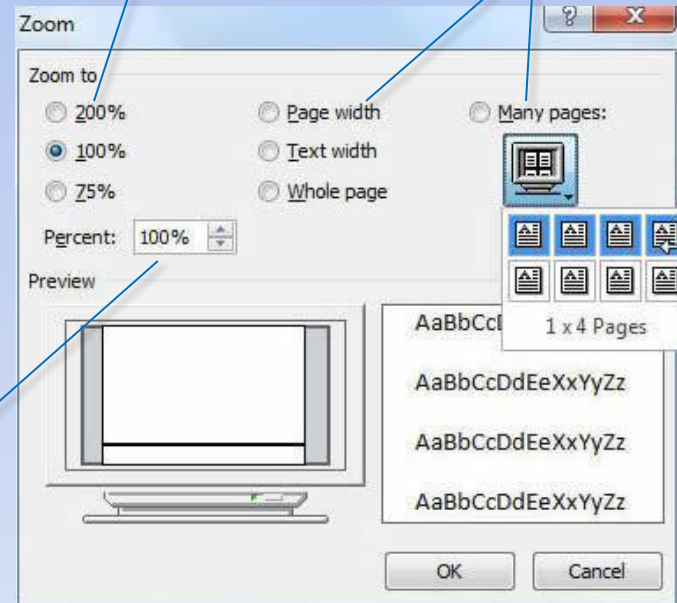 Zoom
Zoom to
200%
Page width
Many pages:
100%
Text width
75%
Whole page
Percent: 100%
Preview
1 x 4 Pages
AaBbCcDdEeXxYyZz
AaBbCcDdEeXxYyZz
AaBbCcDdEeXxYyZz
OK
Cancel